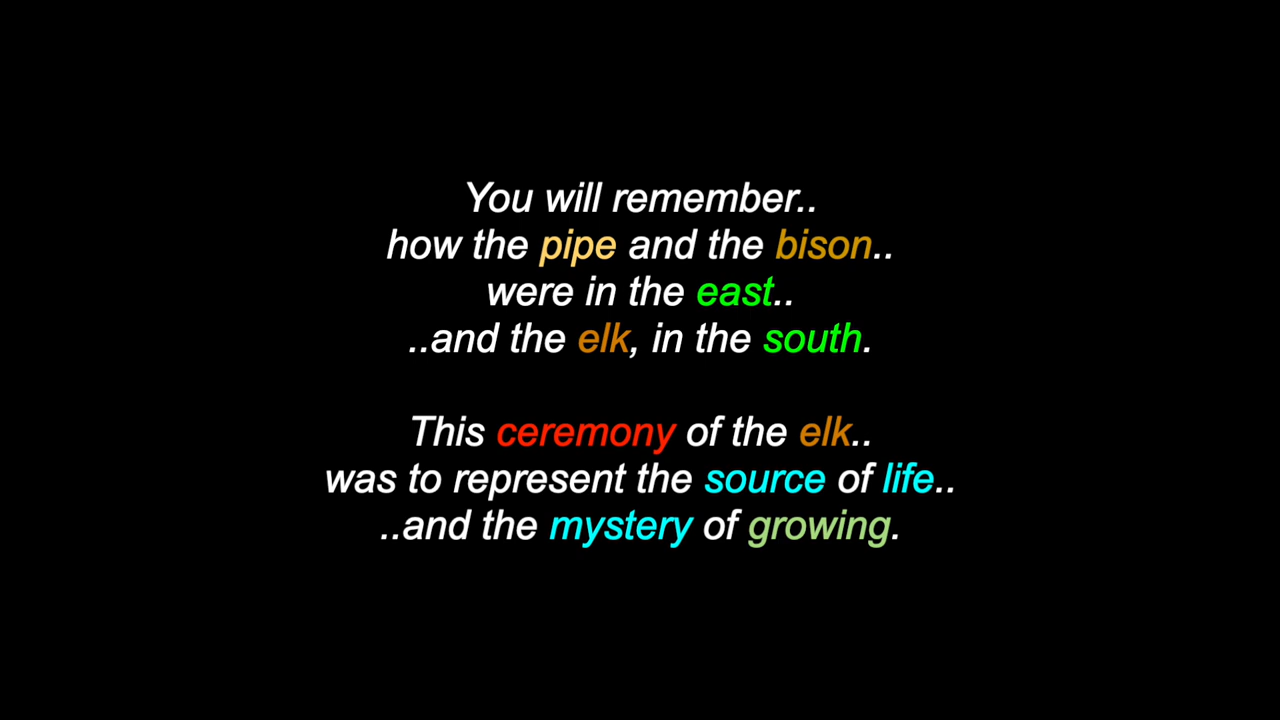 You will remember..
how the pipe and the bison..
were in the east..
..and the elk, in the south.
This ceremony of the elk..
was to represent the source of life..
..and the mystery of growing.